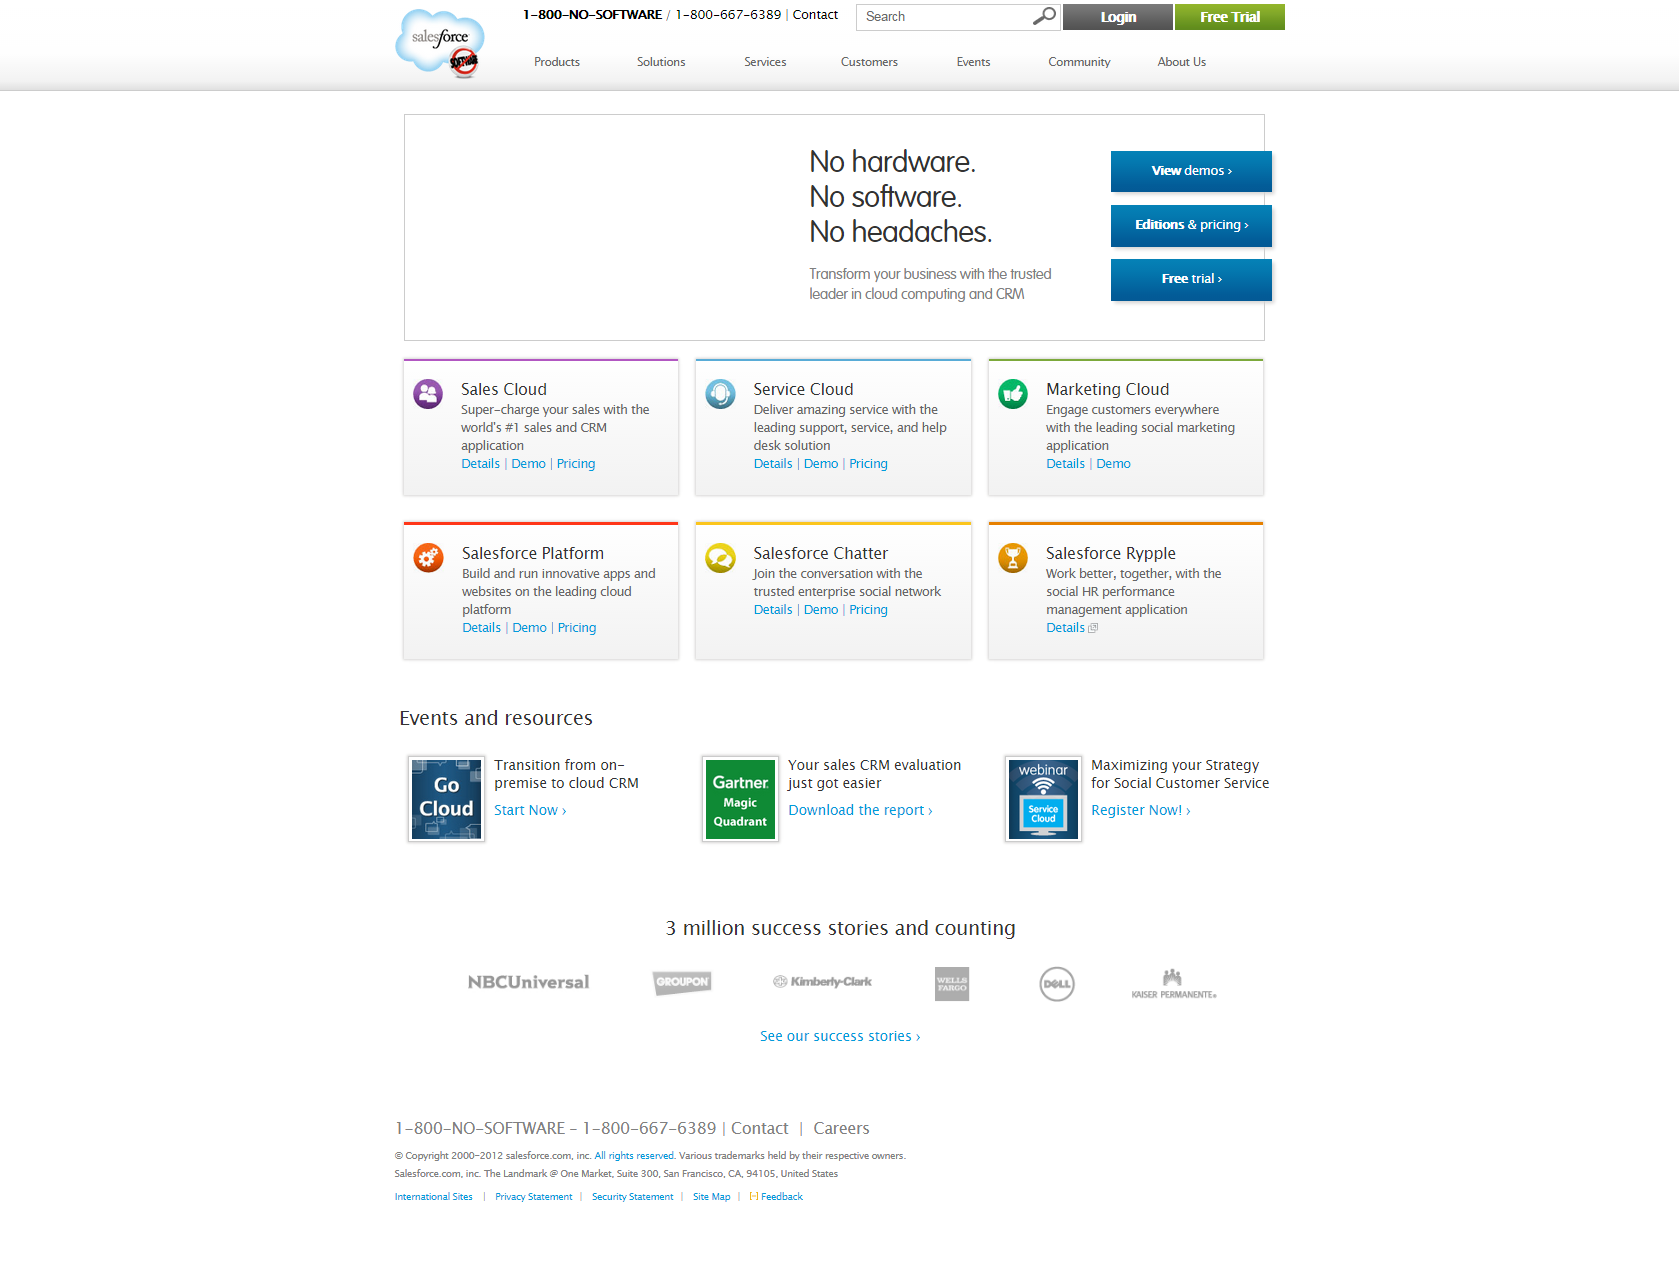 salesforce
SOFTWARE
1-800-NO-SOFTWARE / 1-800-667-6389 | Contact
Search
Login
Free Trial
Products
Solutions
Services
Customers
Events
Community
About Us
No hardware.
No software.
No headaches.
Transform your business with the trusted
leader in cloud computing and CRM
View demos ›
Editions & pricing ›
Free trial ›
Sales Cloud
Super-charge your sales with the
world's #1 sales and CRM
application
Details | Demo | Pricing
Service Cloud
Deliver amazing service with the
leading support, service, and help
desk solution
Details | Demo | Pricing
Marketing Cloud
Engage customers everywhere
with the leading social marketing
application
Details | Demo
Salesforce Platform
Build and run innovative apps and
websites on the leading cloud
platform
Details | Demo | Pricing
Salesforce Chatter
Join the conversation with the
trusted enterprise social network
Details | Demo | Pricing
Salesforce Rypple
Work better, together, with the
social HR performance
management application
Details
Events and resources
Go
Cloud
Transition from on-
premise to cloud CRM
Start Now ›
Gartner
Magic
Quadrant
Your sales CRM evaluation
just got easier
Download the report ›
webinar
Service
Cloud
Maximizing your Strategy
for Social Customer Service
Register Now! ›
3 million success stories and counting
NBCUniversal
GROUPON
Kimberly-Clark
WELLS
FARGO
DELL
KAISER PERMANENTE®
See our success stories ›
1-800-NO-SOFTWARE - 1-800-667-6389 | Contact | Careers
© Copyright 2000-2012 salesforce.com, inc. All rights reserved. Various trademarks held by their respective owners.
Salesforce.com, inc. The Landmark @ One Market, Suite 300, San Francisco, CA, 94105, United States
International Sites | Privacy Statement | Security Statement | Site Map | [-] Feedback